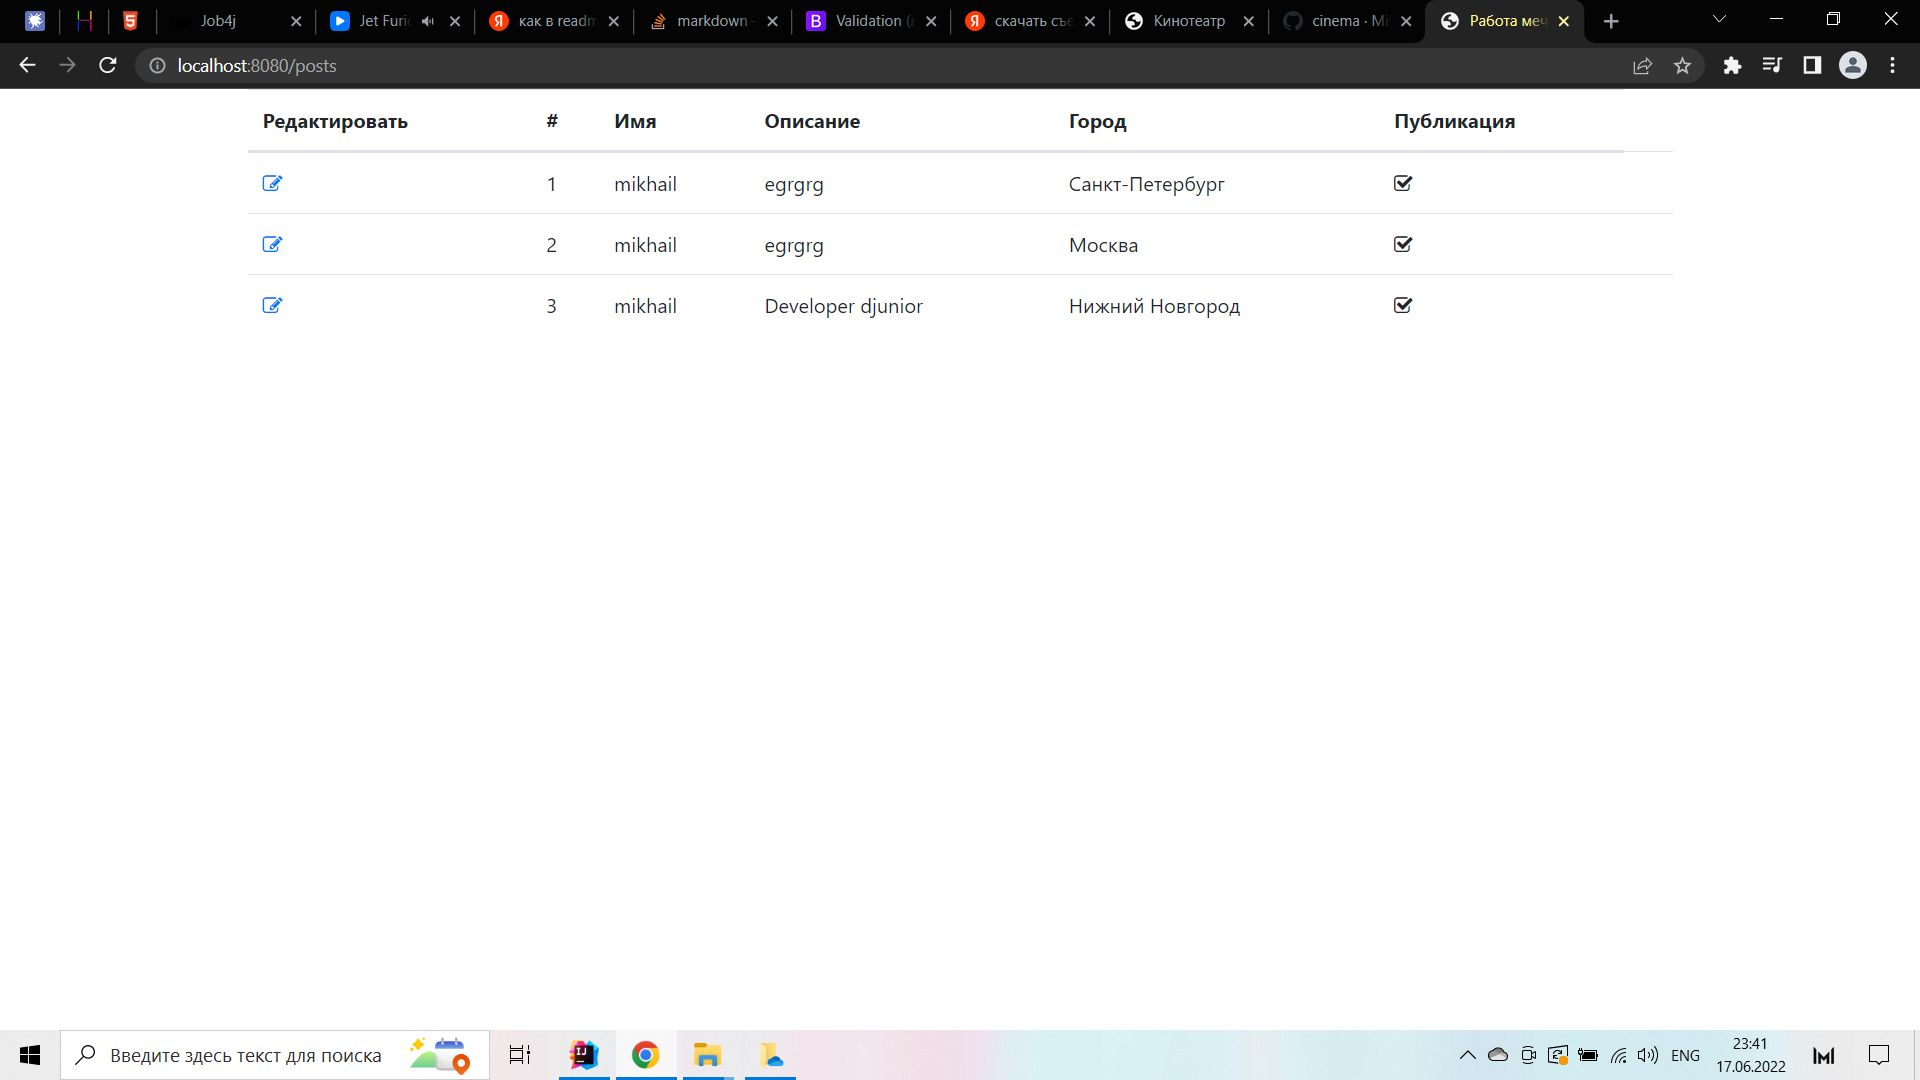 Job4j
Jet Furi
как в readm
markdown -
Validation (в
скачать съе
Кинотеатр
cinema · Mi
Работа меч
localhost:8080/posts
Редактировать # Имя Описание Город Публикация
1 mikhail egrgrg Санкт-Петербург
2 mikhail egrgrg Москва
3 mikhail Developer djunior Нижний Новгород
Введите здесь текст для поиска
ENG
23:41
17.06.2022